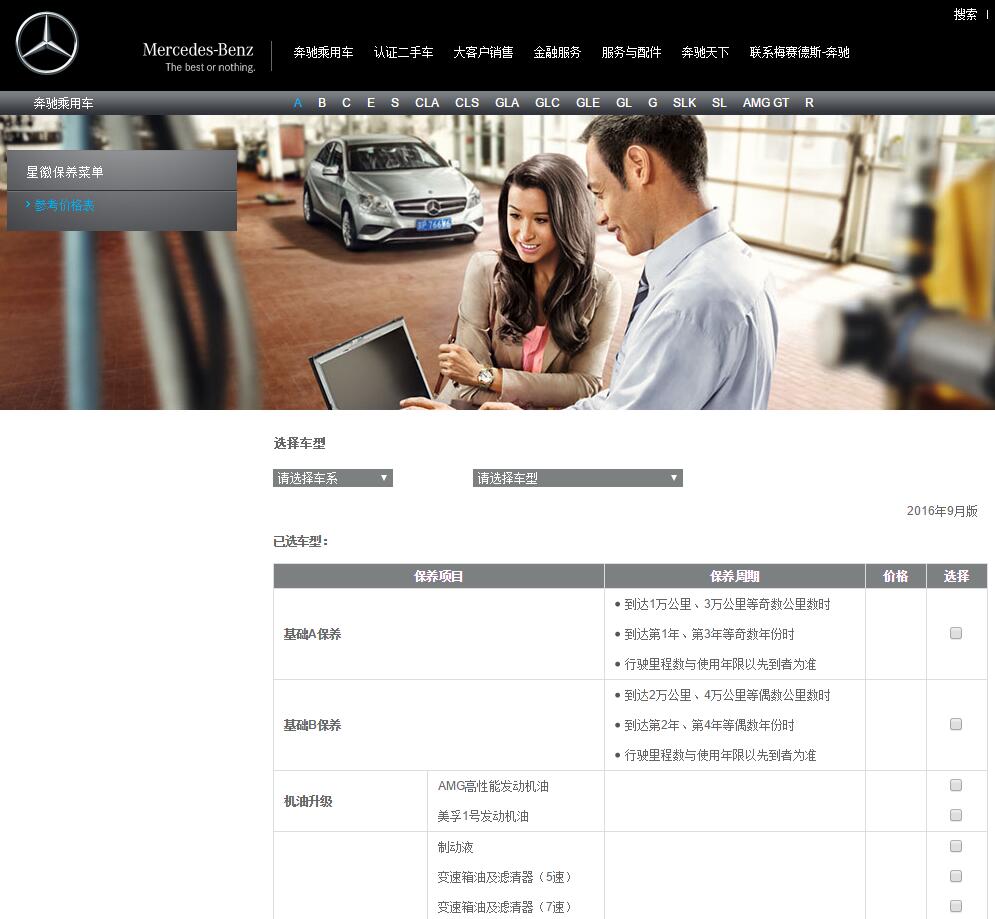 搜索
Mercedes-Benz
The best or nothing.
奔驰乘用车 认证二手车 大客户销售 金融服务 服务与配件 奔驰天下 联系梅赛德斯-奔驰
奔驰乘用车
A B C E S CLA CLS GLA GLC GLE GL G SLK SL AMG GT R
星徽保养菜单
参考价格表
选择车型
请选择车系 请选择车型
2016年9月版
已选车型：
保养项目 保养周期 价格 选择
基础A保养
• 到达1万公里、3万公里等奇数公里数时
• 到达第1年、第3年等奇数年份时
• 行驶里程数与使用年限以先到者为准
基础B保养
• 到达2万公里、4万公里等偶数公里数时
• 到达第2年、第4年等偶数年份时
• 行驶里程数与使用年限以先到者为准
机油升级
AMG高性能发动机油
美孚1号发动机油
制动液
变速箱油及滤清器（5速）
变速箱油及滤清器（7速）